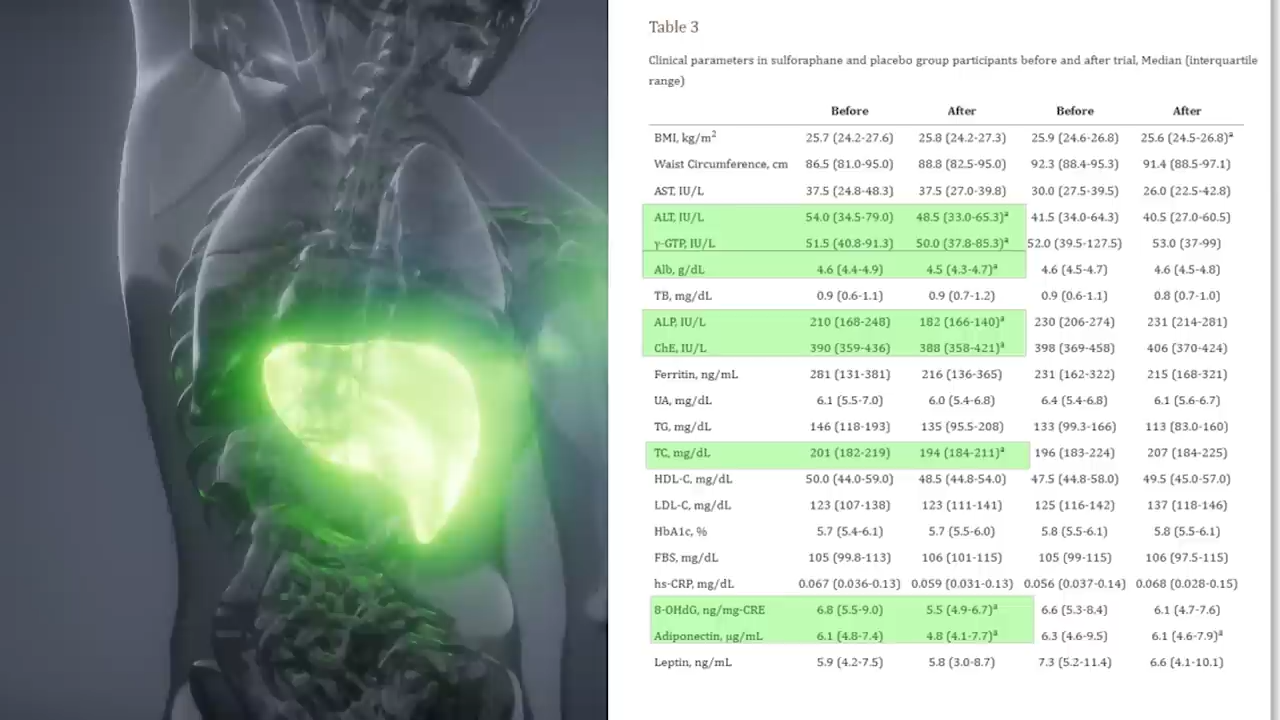 Table 3
Clinical parameters in sulforaphane and placebo group participants before and after trial, Median (interquartile
range)
Before After Before After
BMI, kg/m² 25.7 (24.2-27.6) 25.8 (24.2-27.3) 25.9 (24.6-26.8) 25.6 (24.5-26.8)ª
Waist Circumference, cm 86.5 (81.0-95.0) 88.8 (82.5-95.0) 92.3 (88.4-95.3) 91.4 (88.5-97.1)
AST, IU/L 37.5 (24.8-48.3) 37.5 (27.0-39.8) 30.0 (27.5-39.5) 26.0 (22.5-42.8)
ALT, IU/L 54.0 (34.5-79.0) 48.5 (33.0-65.3)ª 41.5 (34.0-64.3) 40.5 (27.0-60.5)
γ-GTP, IU/L 51.5 (40.8-91.3) 50.0 (37.8-85.3)ª 52.0 (39.5-127.5) 53.0 (37-99)
Alb, g/dL 4.6 (4.4-4.9) 4.5 (4.3-4.7)ª 4.6 (4.5-4.7) 4.6 (4.5-4.8)
TB, mg/dL 0.9 (0.6-1.1) 0.9 (0.7-1.2) 0.9 (0.6-1.1) 0.8 (0.7-1.0)
ALP, IU/L 210 (168-248) 182 (166-140)ª 230 (206-274) 231 (214-281)
ChE, IU/L 390 (359-436) 388 (358-421)ª 398 (369-458) 406 (370-424)
Ferritin, ng/mL 281 (131-381) 216 (136-365) 231 (162-322) 215 (168-321)
UA, mg/dL 6.1 (5.5-7.0) 6.0 (5.4-6.8) 6.4 (5.4-6.8) 6.1 (5.6-6.7)
TG, mg/dL 146 (118-193) 135 (95.5-208) 133 (99.3-166) 113 (83.0-160)
TC, mg/dL 201 (182-219) 194 (184-211)ª 196 (183-224) 207 (184-225)
HDL-C, mg/dL 50.0 (44.0-59.0) 48.5 (44.8-54.0) 47.5 (44.8-58.0) 49.5 (45.0-57.0)
LDL-C, mg/dL 123 (107-138) 123 (111-141) 125 (116-142) 137 (118-146)
HbA1c, % 5.7 (5.4-6.1) 5.7 (5.5-6.0) 5.8 (5.5-6.1) 5.8 (5.5-6.1)
FBS, mg/dL 105 (99.8-113) 106 (101-115) 105 (99-115) 106 (97.5-115)
hs-CRP, mg/dL 0.067 (0.036-0.13) 0.059 (0.031-0.13) 0.056 (0.037-0.14) 0.068 (0.028-0.15)
8-OHdG, ng/mg-CRE 6.8 (5.5-9.0) 5.5 (4.9-6.7)ª 6.6 (5.3-8.4) 6.1 (4.7-7.6)
Adiponectin, μg/mL 6.1 (4.8-7.4) 4.8 (4.1-7.7)ª 6.3 (4.6-9.5) 6.1 (4.6-7.9)ª
Leptin, ng/mL 5.9 (4.2-7.5) 5.8 (3.0-8.7) 7.3 (5.2-11.4) 6.6 (4.1-10.1)